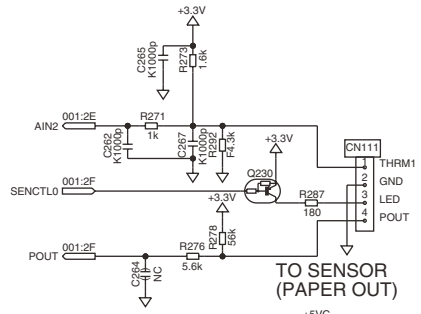 +3.3V
C265
K1000p
R273
1.6k
AIN2
001:2E
R271
1k
C262
K1000p
C267
K1000p
R292
F4.3k
+3.3V
CN111
1
THRM1
2
GND
3
LED
4
POUT
SENCTL0
001:2F
Q230
R287
180
+3.3V
R278
56k
POUT
001:2F
R276
5.6k
C264
NC
TO SENSOR
(PAPER OUT)
+5VC